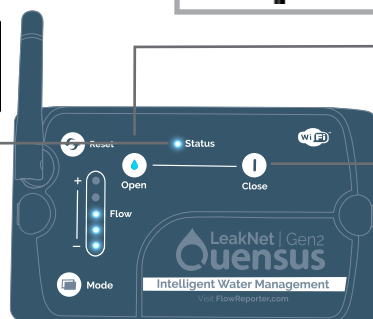 Reset
Status
WiFi
Open
Close
+
Flow
–
LeakNet | Gen2
Quensus
Mode
Intelligent Water Management
Visit FlowReporter.com